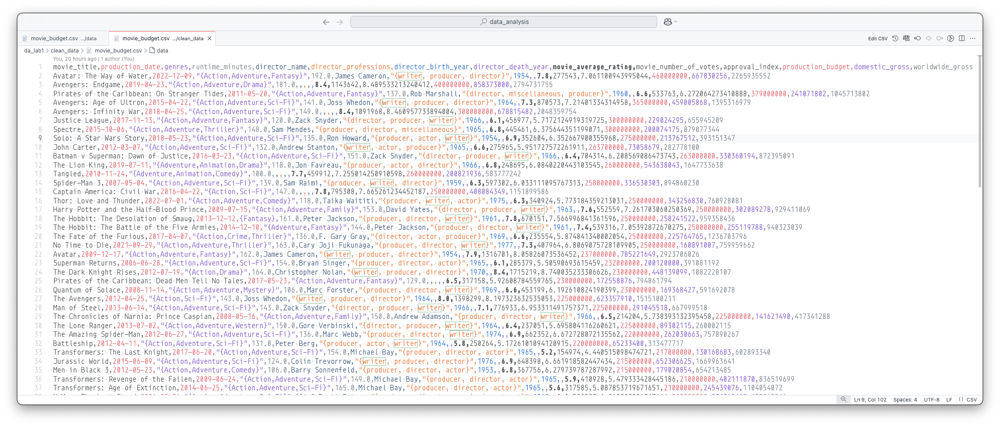 data_analysis
movie_budget.csv .../data
movie_budget.csv .../clean_data
Edit CSV
da_lab1 > clean_data > movie_budget.csv > data
You, 20 hours ago | 1 author (You)
1 movie_title,production_date,genres,runtime_minutes,director_name,director_professions,director_birth_year,director_death_year,movie_average_rating,movie_number_of_votes,approval_index,production_budget,domestic_gross,worldwide_gross
2 Avatar: The Way of Water,2022-12-09,"{Action,Adventure,Fantasy}",192.0,James Cameron,"{writer, producer, director}",1954,,7.8,277543,7.061100943995044,460000000,667830256,2265935552
3 Avengers: Endgame,2019-04-23,"{Action,Adventure,Drama}",181.0,,,,,8.4,1143642,8.489533213240412,400000000,858373000,2794731755
4 Pirates of the Caribbean: On Stranger Tides,2011-05-20,"{Action,Adventure,Fantasy}",137.0,Rob Marshall,"{director, miscellaneous, producer}",1960,,6.6,533763,6.272064273410888,379000000,241071802,1045713802
5 Avengers: Age of Ultron,2015-04-22,"{Action,Adventure,Sci-Fi}",141.0,Joss Whedon,"{writer, producer, director}",1964,,7.3,870573,7.21401334314958,365000000,459005868,1395316979
6 Avengers: Infinity War,2018-04-25,"{Action,Adventure,Sci-Fi}",149.0,,,,,8.4,1091968,8.460957733894004,300000000,678815482,2048359754
7 Justice League,2017-11-13,"{Action,Adventure,Fantasy}",120.0,Zack Snyder,"{director, producer, writer}",1966,,6.1,456977,5.7172124919319725,300000000,229024295,655945209
8 Spectre,2015-10-06,"{Action,Adventure,Thriller}",148.0,Sam Mendes,"{producer, director, miscellaneous}",1965,,6.8,445461,6.375644351199071,300000000,200074175,879077344
9 Solo: A Star Wars Story,2018-05-23,"{Action,Adventure,Sci-Fi}",135.0,Ron Howard,"{producer, actor, writer}",1954,,6.9,352604,6.352667900355968,275000000,213767512,393151347
10 John Carter,2012-03-07,"{Action,Adventure,Sci-Fi}",132.0,Andrew Stanton,"{writer, actor, producer}",1965,,6.6,275965,5.951727572261911,263700000,73058679,282778100
11 Batman v Superman: Dawn of Justice,2016-03-23,"{Action,Adventure,Sci-Fi}",151.0,Zack Snyder,"{director, producer, writer}",1966,,6.4,704314,6.208569086473743,263000000,330360194,872395091
12 The Lion King,2019-07-11,"{Adventure,Animation,Drama}",118.0,Jon Favreau,"{producer, actor, director}",1966,,6.8,248695,6.0840220443103545,260000000,543638043,1647733638
13 Tangled,2010-11-24,"{Adventure,Animation,Comedy}",100.0,,,,,7.7,459912,7.255014250910598,260000000,200821936,583777242
14 Spider-Man 3,2007-05-04,"{Action,Adventure,Sci-Fi}",139.0,Sam Raimi,"{producer, writer, director}",1959,,6.3,597302,6.033111095767313,258000000,336530303,894860230
15 Captain America: Civil War,2016-04-22,"{Action,Sci-Fi}",147.0,,,,,7.8,795308,7.665261234452187,250000000,408084349,1151899586
16 Thor: Love and Thunder,2022-07-01,"{Action,Adventure,Comedy}",118.0,Taika Waititi,"{producer, writer, actor}",1975,,6.3,340924,5.773184359213031,250000000,343256830,760928081
17 Harry Potter and the Half-Blood Prince,2009-07-15,"{Action,Adventure,Family}",153.0,David Yates,"{director, producer, writer}",1963,,7.6,552559,7.261703060250369,250000000,302089278,929411069
18 The Hobbit: The Desolation of Smaug,2013-12-12,{Fantasy},161.0,Peter Jackson,"{producer, director, writer}",1961,,7.8,670151,7.566996841361596,250000000,258241522,959358436
19 The Hobbit: The Battle of the Five Armies,2014-12-10,"{Adventure,Fantasy}",144.0,Peter Jackson,"{producer, director, writer}",1961,,7.4,539316,7.05392872670275,250000000,255119788,940323039
20 The Fate of the Furious,2017-04-07,"{Action,Crime,Thriller}",136.0,F. Gary Gray,"{director, actor, producer}",1969,,6.6,235554,5.874841340002054,250000000,225764765,1236703796
21 No Time to Die,2021-09-29,"{Action,Adventure,Thriller}",163.0,Cary Joji Fukunaga,"{producer, director, writer}",1977,,7.3,407964,6.8069075728109905,250000000,160891007,759959662
22 Avatar,2009-12-17,"{Action,Adventure,Fantasy}",162.0,James Cameron,"{writer, producer, director}",1954,,7.9,1316701,8.05826073536452,237000000,785221649,2923706026
23 Superman Returns,2006-06-28,"{Action,Adventure,Sci-Fi}",154.0,Bryan Singer,"{producer, director, actor}",1965,,6.1,285379,5.50590693615459,232000000,200120000,391081192
24 The Dark Knight Rises,2012-07-19,"{Action,Drama}",164.0,Christopher Nolan,"{writer, producer, director}",1970,,8.4,1715219,8.740035233306626,230000000,448139099,1082228107
25 Pirates of the Caribbean: Dead Men Tell No Tales,2017-05-23,"{Action,Adventure,Fantasy}",129.0,,,,,6.5,317158,5.92608784559765,230000000,172558876,794861794
26 Quantum of Solace,2008-11-14,"{Action,Adventure,Mystery}",106.0,Marc Forster,"{producer, director, writer}",1969,,6.6,453199,6.192610824190399,230000000,169368427,591692078
27 The Avengers,2012-04-25,"{Action,Sci-Fi}",143.0,Joss Whedon,"{writer, producer, director}",1964,,8.0,1398299,8.197323632535053,225000000,623357910,1515100211
28 Man of Steel,2013-06-14,"{Action,Adventure,Sci-Fi}",143.0,Zack Snyder,"{director, producer, writer}",1966,,7.1,776933,6.953311491757371,225000000,291045518,667999518
29 The Chronicles of Narnia: Prince Caspian,2008-05-16,"{Action,Adventure,Family}",150.0,Andrew Adamson,"{producer, director, writer}",1966,,6.5,214204,5.738393132395458,225000000,141621490,417341288
30 The Lone Ranger,2013-07-02,"{Action,Adventure,Western}",150.0,Gore Verbinski,"{director, producer, writer}",1964,,6.4,237051,5.695804116260621,225000000,89302115,260002115
31 The Amazing Spider-Man,2012-06-27,"{Action,Adventure,Sci-Fi}",136.0,Marc Webb,"{producer, director, writer}",1974,,6.9,662352,6.672728072135562,220000000,262030663,757890267
32 Battleship,2012-04-11,"{Action,Adventure,Sci-Fi}",131.0,Peter Berg,"{producer, actor, writer}",1964,,5.8,250264,5.1726101094120915,220000000,65233400,313477717
33 Transformers: The Last Knight,2017-06-20,"{Action,Adventure,Sci-Fi}",154.0,Michael Bay,"{producer, director, actor}",1965,,5.2,154974,4.440515098474721,217000000,130168683,602893340
34 Jurassic World,2015-06-09,"{Action,Adventure,Sci-Fi}",124.0,Colin Trevorrow,"{writer, producer, director}",1976,,6.9,648398,6.661918582447434,215000000,652306625,1669963641
35 Men in Black 3,2012-05-23,"{Action,Adventure,Comedy}",106.0,Barry Sonnenfeld,"{producer, director, actor}",1953,,6.8,367756,6.279739787287992,215000000,179020854,654213485
36 Transformers: Revenge of the Fallen,2009-06-24,"{Action,Adventure,Sci-Fi}",149.0,Michael Bay,"{producer, director, actor}",1965,,5.9,410928,5.479333428445186,210000000,402111870,836519699
37 Transformers: Age of Extinction,2014-06-25,"{Action,Adventure,Sci-Fi}",165.0,Michael Bay,"{producer, director, actor}",1965,,5.6,317585,5.087853719671651,210000000,245439076,1104054072
Ln 9, Col 102 Spaces: 4 UTF-8 LF {} CSV